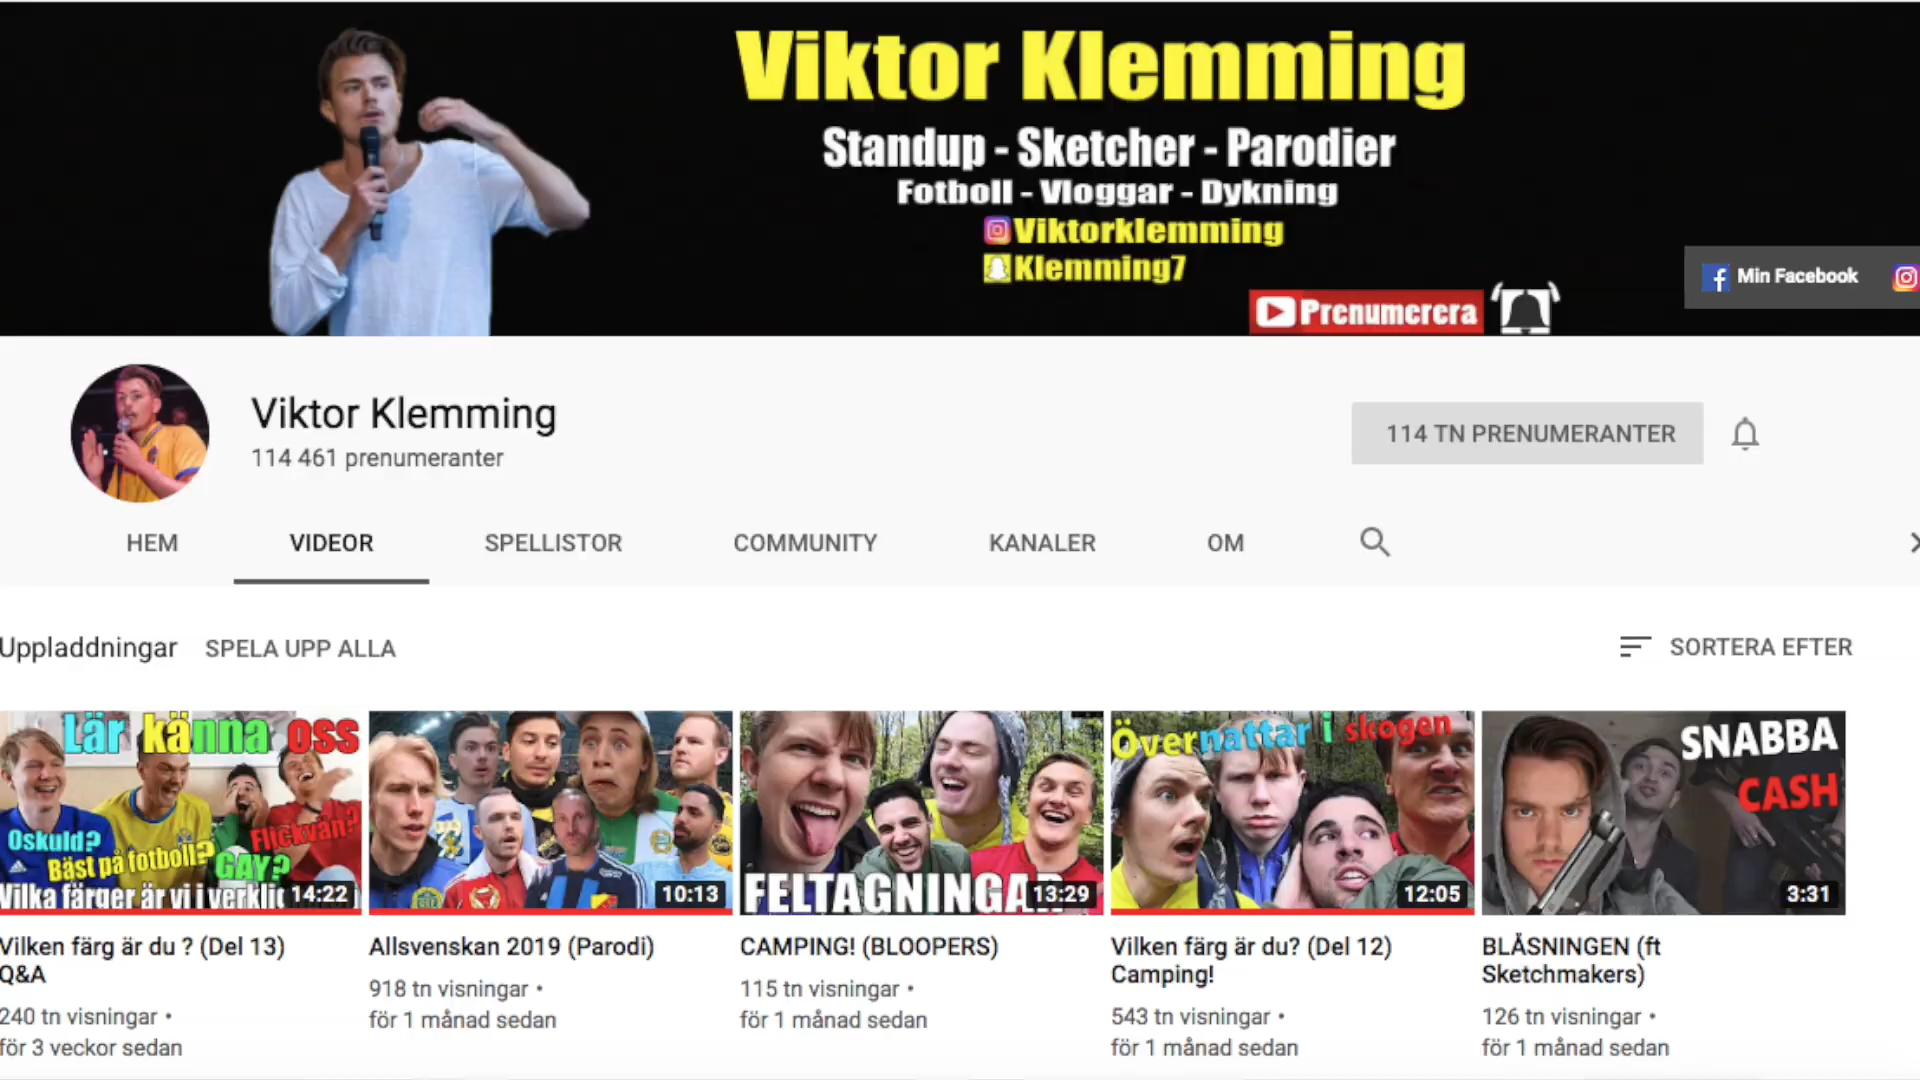 Viktor Klemming
Standup - Sketcher - Parodier
Fotboll - Vloggar - Dykning
Viktorklemming
Klemming7
Prenumerera
Min Facebook
Viktor Klemming
114 461 prenumeranter
114 TN PRENUMERANTER
HEM
VIDEOR
SPELLISTOR
COMMUNITY
KANALER
OM
Uppladdningar
SPELA UPP ALLA
SORTERA EFTER
Lär känna oss
Oskuld?
Bäst på fotboll?
GAY?
Flickvän?
Vilka färger är vi i
14:22
10:13
FELTAGNINGAR
13:29
Övernattar i skogen
12:05
SNABBA
CASH
3:31
Vilken färg är du ? (Del 13)
Q&A
240 tn visningar •
för 3 veckor sedan
Allsvenskan 2019 (Parodi)
918 tn visningar •
för 1 månad sedan
CAMPING! (BLOOPERS)
115 tn visningar •
för 1 månad sedan
Vilken färg är du? (Del 12)
Camping!
543 tn visningar •
för 1 månad sedan
BLÅSNINGEN (ft
Sketchmakers)
126 tn visningar •
för 1 månad sedan